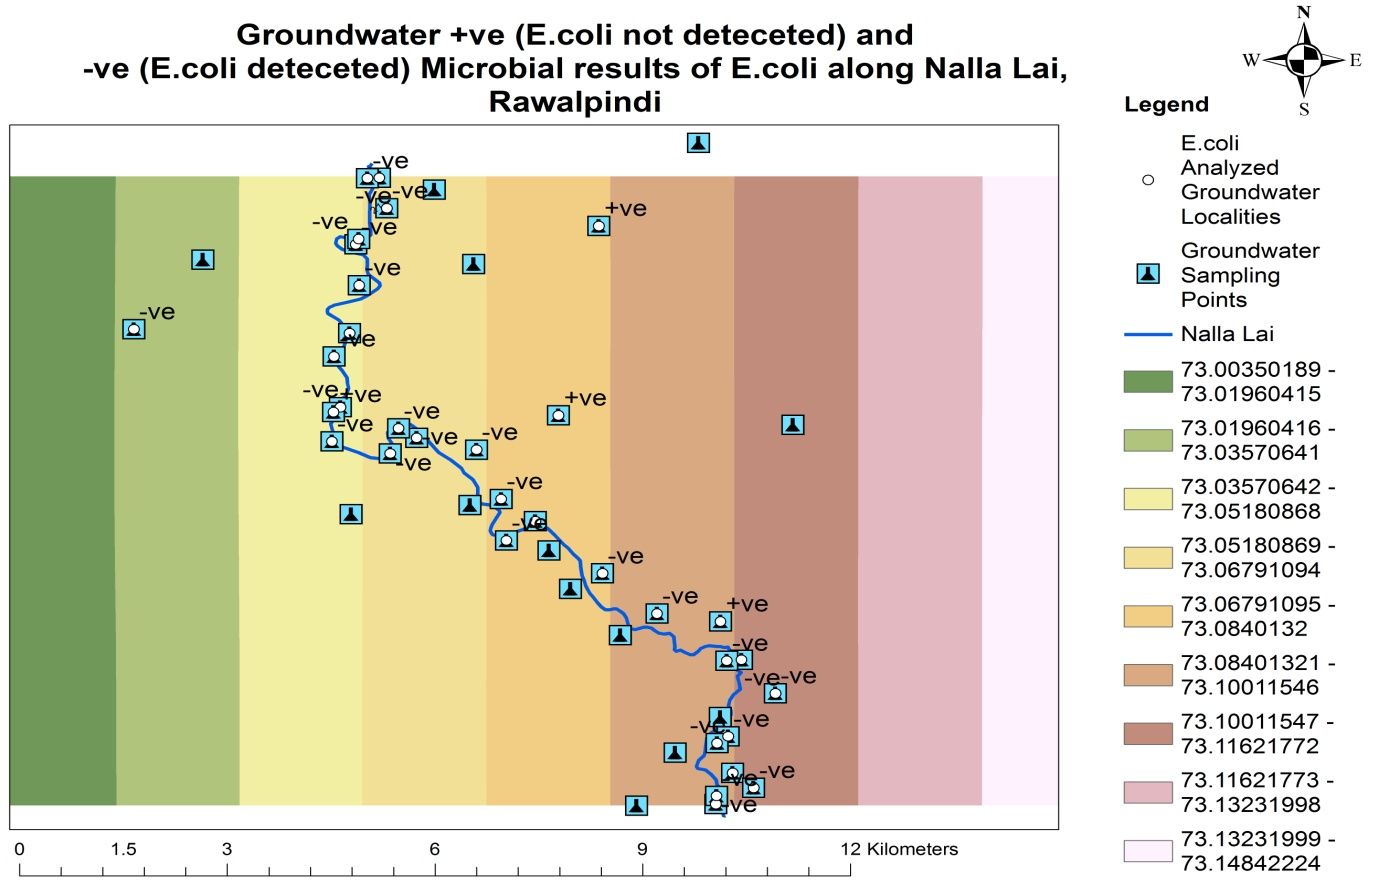 Groundwater +ve (E.coli not deteceted) and
-ve (E.coli deteceted) Microbial results of E.coli along Nalla Lai,
Rawalpindi
N
W
E
S
Legend
E.coli
Analyzed
Groundwater
Localities
Groundwater
Sampling
Points
Nalla Lai
73.00350189 -
73.01960415
73.01960416 -
73.03570641
73.03570642 -
73.05180868
73.05180869 -
73.06791094
73.06791095 -
73.0840132
73.08401321 -
73.10011546
73.10011547 -
73.11621772
73.11621773 -
73.13231998
73.13231999 -
73.14842224
-ve
-ve
-ve
+ve
-ve
-ve
-ve
-ve
-ve
-ve
+ve
+ve
-ve
-ve
-ve
-ve
-ve
-ve
-ve
-ve
-ve
+ve
-ve
-ve
-ve
-ve
-ve
-ve
-ve
-ve
0
1.5
3
6
9
12 Kilometers